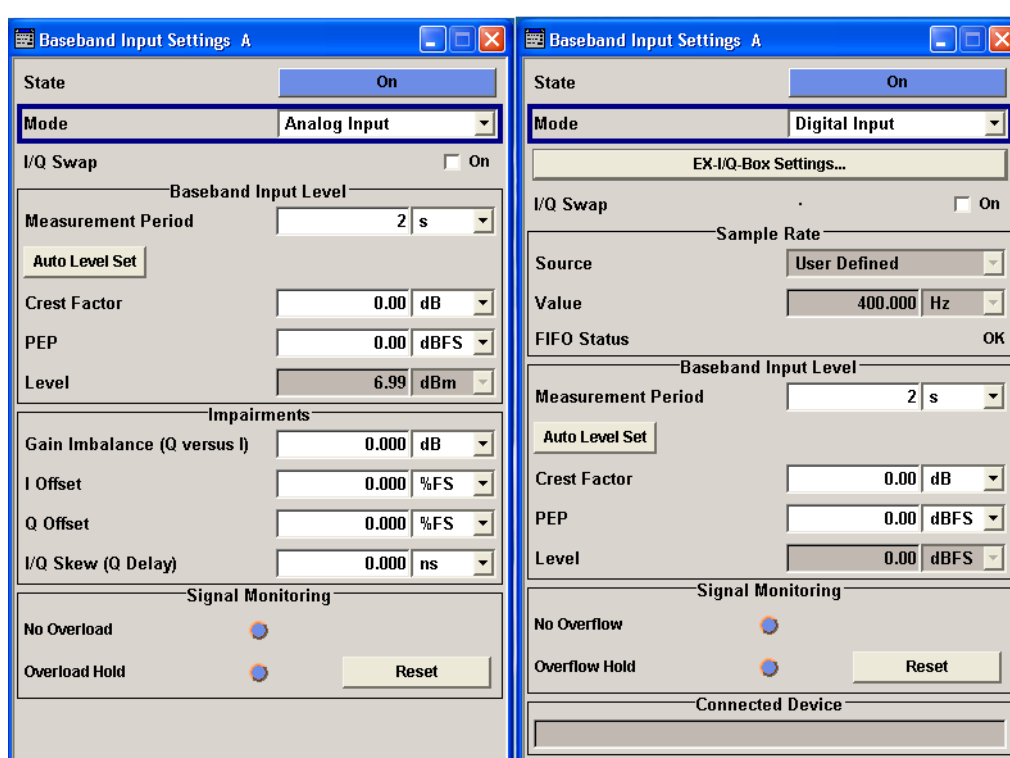 Baseband Input Settings A
State On
Mode Analog Input
I/Q Swap On
Baseband Input Level
Measurement Period 2 s
Auto Level Set
Crest Factor 0.00 dB
PEP 0.00 dBFS
Level 6.99 dBm
Impairments
Gain Imbalance (Q versus I) 0.000 dB
I Offset 0.000 %FS
Q Offset 0.000 %FS
I/Q Skew (Q Delay) 0.000 ns
Signal Monitoring
No Overload
Overload Hold Reset
Baseband Input Settings A
State On
Mode Digital Input
EX-I/Q-Box Settings...
I/Q Swap On
Sample Rate
Source User Defined
Value 400.000 Hz
FIFO Status OK
Baseband Input Level
Measurement Period 2 s
Auto Level Set
Crest Factor 0.00 dB
PEP 0.00 dBFS
Level 0.00 dBFS
Signal Monitoring
No Overflow
Overflow Hold Reset
Connected Device